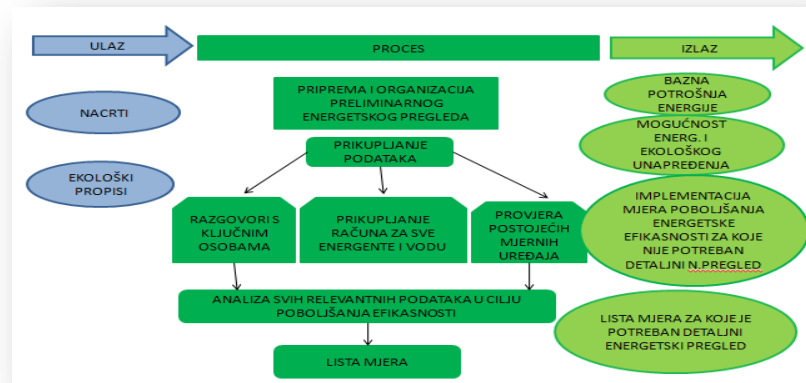 ULAZ
PROCES
IZLAZ
NACRTI
EKOLOŠKI
PROPISI
PRIPREMA I ORGANIZACIJA
PRELIMINARNOG
ENERGETSKOG PREGLEDA
PRIKUPLJANJE
PODATAKA
RAZGOVORI S
KLJUČNIM
OSOBAMA
PRIKUPLJANJE
RAČUNA ZA SVE
ENERGENTE I VODU
PROVJERA
POSTOJEĆIH
MJERNIH
UREĐAJA
ANALIZA SVIH RELEVANTNIH PODATAKA U CILJU
POBOLJŠANJA EFIKASNOSTI
LISTA MJERA
BAZNA
POTROŠNJA
ENERGIJE
MOGUĆNOST
ENERG. I
EKOLOŠKOG
UNAPREĐENJA
IMPLEMENTACIJA
MJERA POBOLJŠANJA
ENERGETSKE
EFIKASNOSTI ZA KOJE
NIJE POTREBAN
DETALJNI N.PREGLED
LISTA MJERA ZA KOJE JE
POTREBAN DETALJNI
ENERGETSKI PREGLED